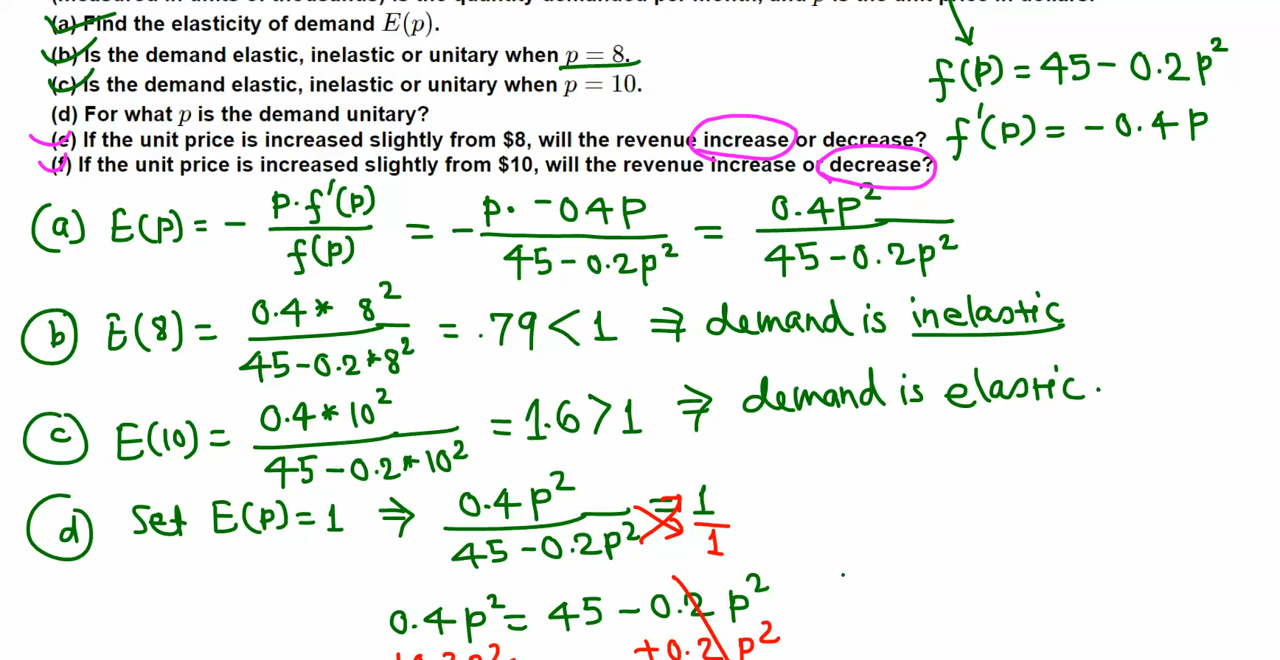 (a) Find the elasticity of demand E(p).
(b) Is the demand elastic, inelastic or unitary when p = 8.
(c) Is the demand elastic, inelastic or unitary when p = 10.
(d) For what p is the demand unitary?
(e) If the unit price is increased slightly from $8, will the revenue increase or decrease?
(f) If the unit price is increased slightly from $10, will the revenue increase or decrease?
f(p) = 45 - 0.2p²
f'(p) = - 0.4p
(a) E(p) = - p·f'(p) / f(p) = - p· -04p / 45-0.2p² = 0.4p² / 45-0.2p²
(b) E(8) = 0.4* 8² / 45-0.2*8² = .79 < 1 ⇒ demand is inelastic
(c) E(10) = 0.4*10² / 45-0.2*10² = 1.6 > 1 ⇒ demand is elastic.
(d) Set E(p) = 1 ⇒ 0.4p² / 45-0.2p² = 1 / 1
0.4p² = 45 - 0.2p²
+0.2p²